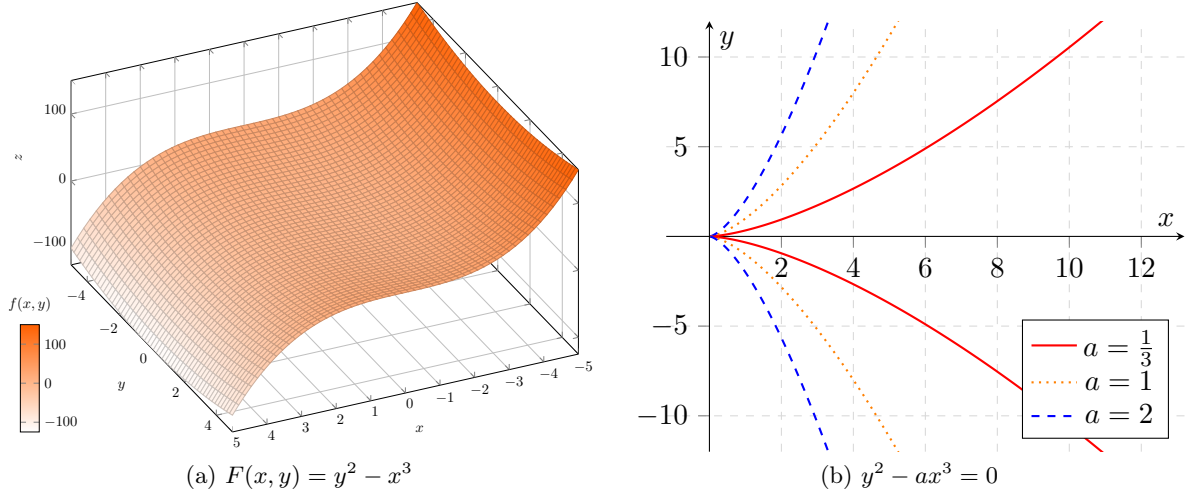 100
0
−100
z
−4
−2
0
2
4
y
5
4
3
2
1
0
−1
−2
−3
−4
−5
x
f(x, y)
100
0
−100
(a) F(x, y) = y² − x³
y
10
5
−5
−10
x
2
4
6
8
10
12
a = 1/3
a = 1
a = 2
(b) y² − ax³ = 0